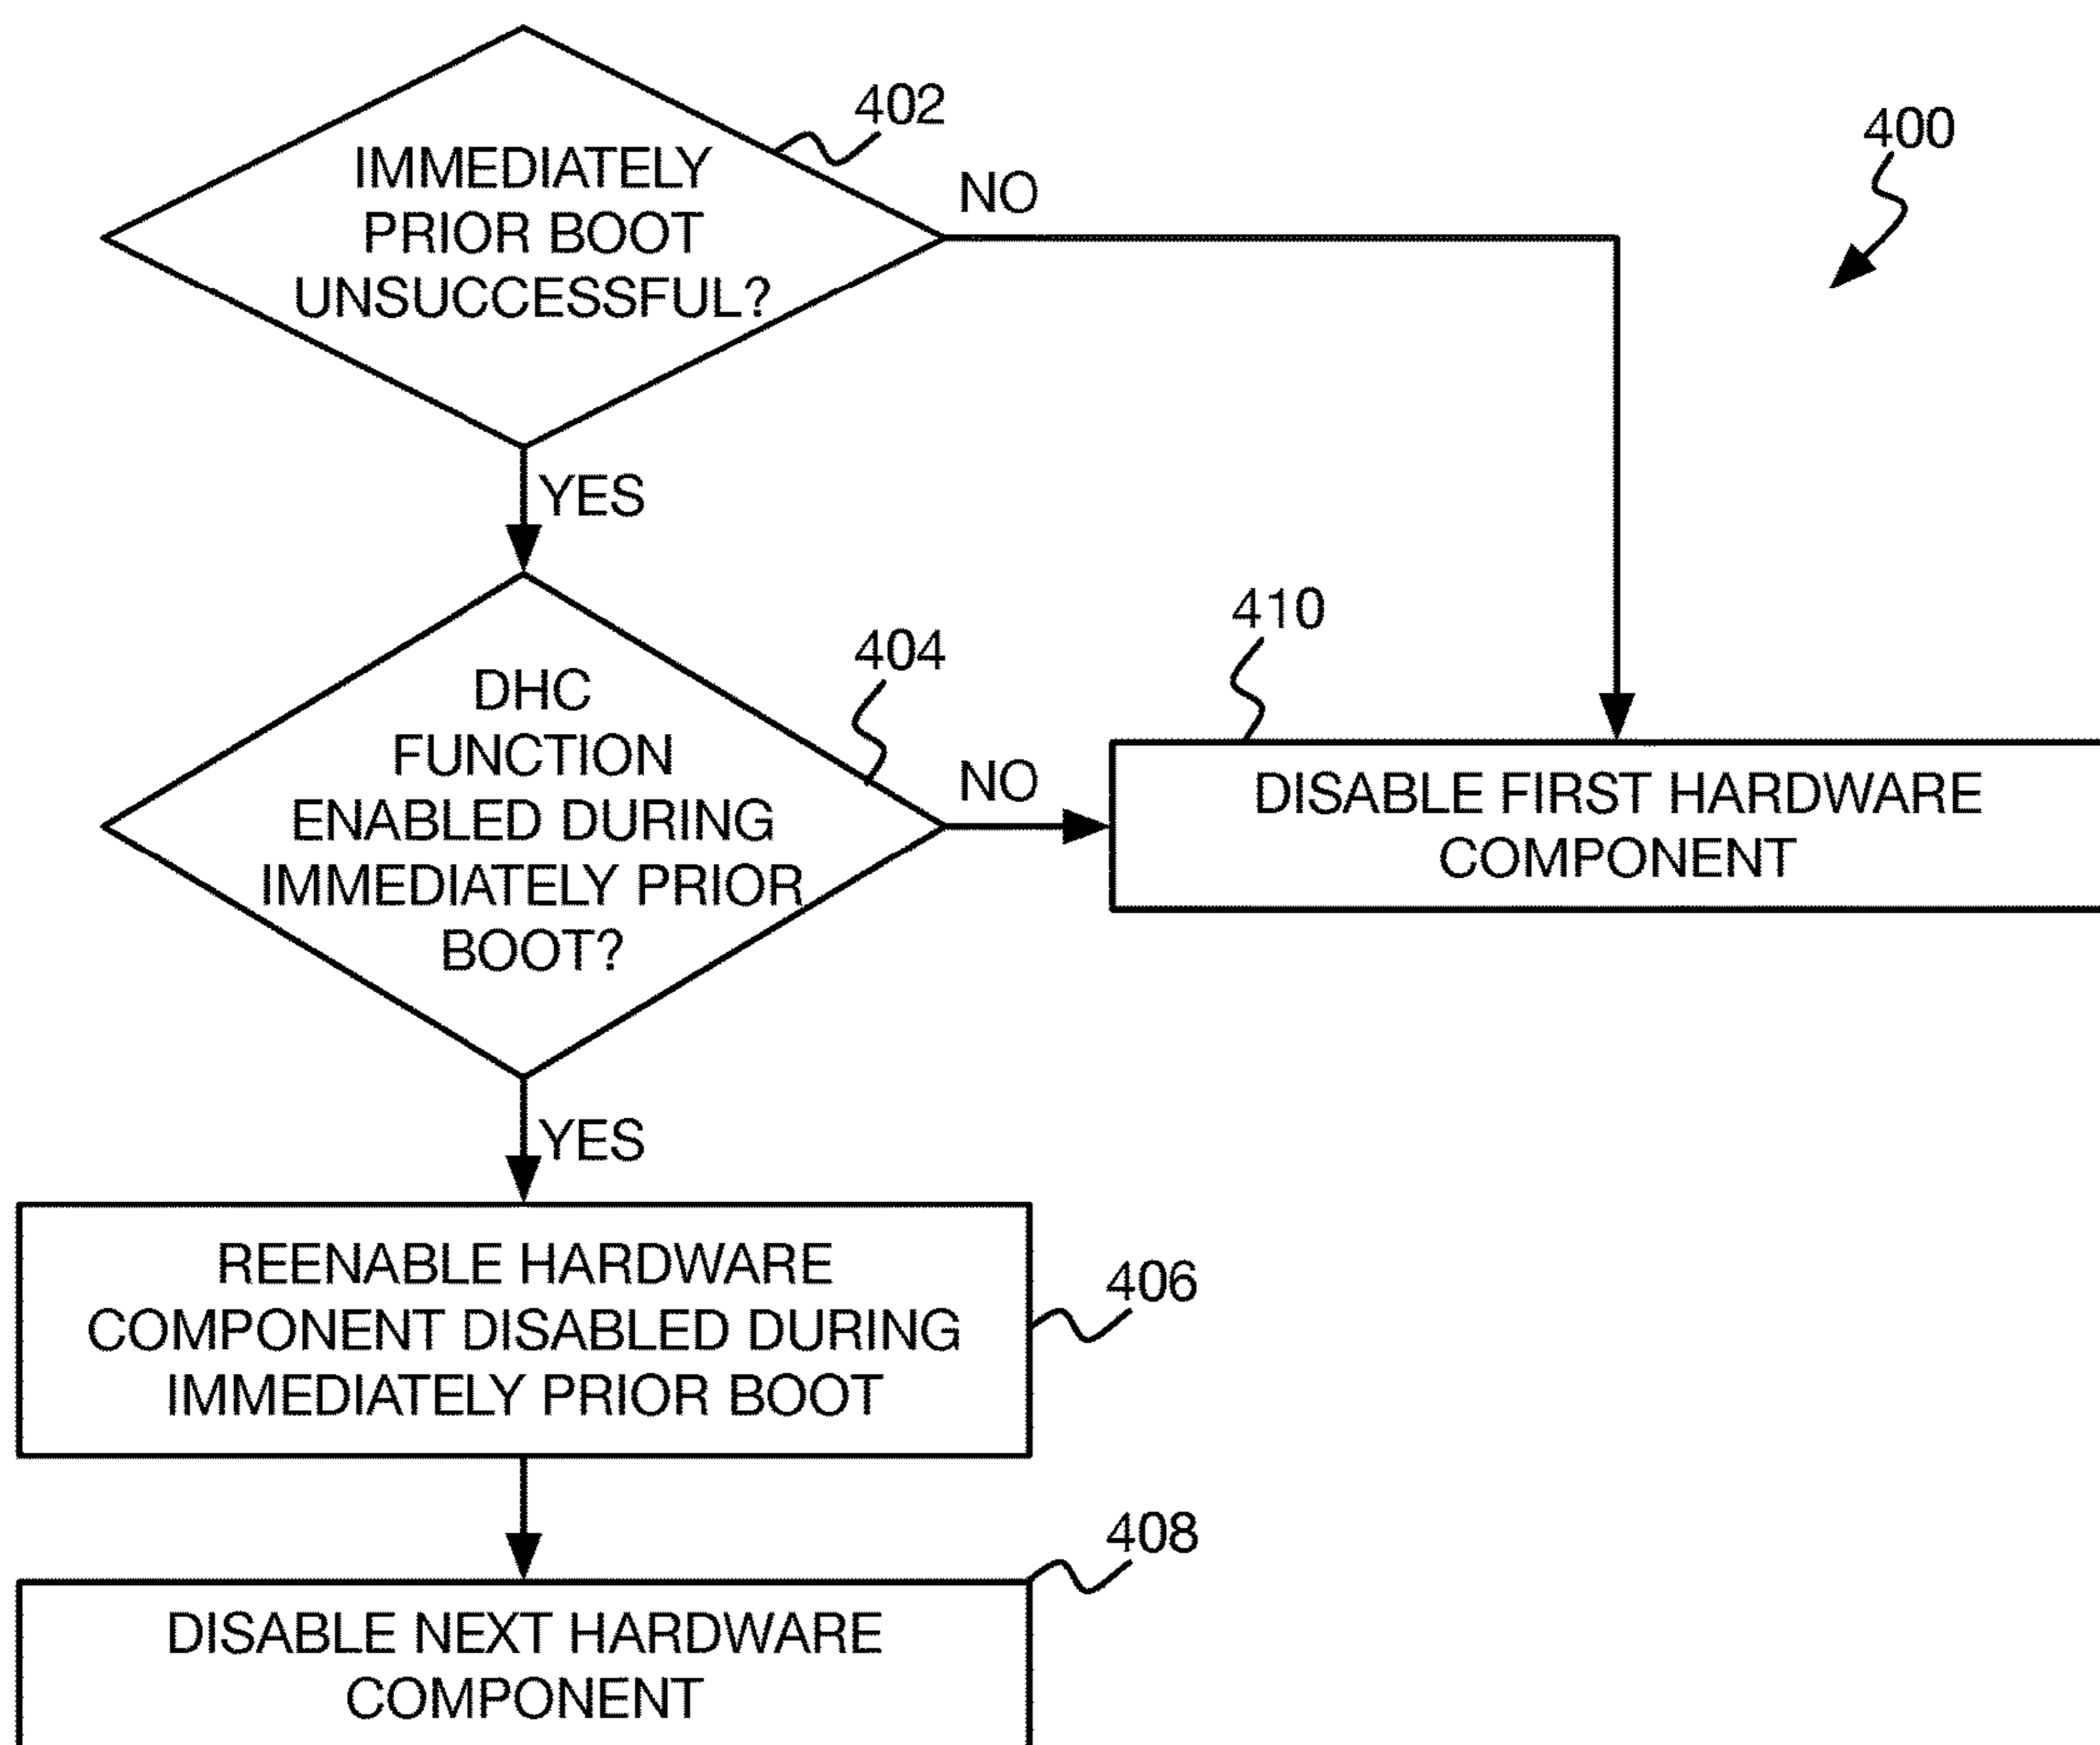 402
400
IMMEDIATELY
PRIOR BOOT
UNSUCCESSFUL?
NO
YES
404
410
DHC
FUNCTION
ENABLED DURING
IMMEDIATELY PRIOR
BOOT?
NO
DISABLE FIRST HARDWARE
COMPONENT
YES
REENABLE HARDWARE
COMPONENT DISABLED DURING
IMMEDIATELY PRIOR BOOT
406
408
DISABLE NEXT HARDWARE
COMPONENT